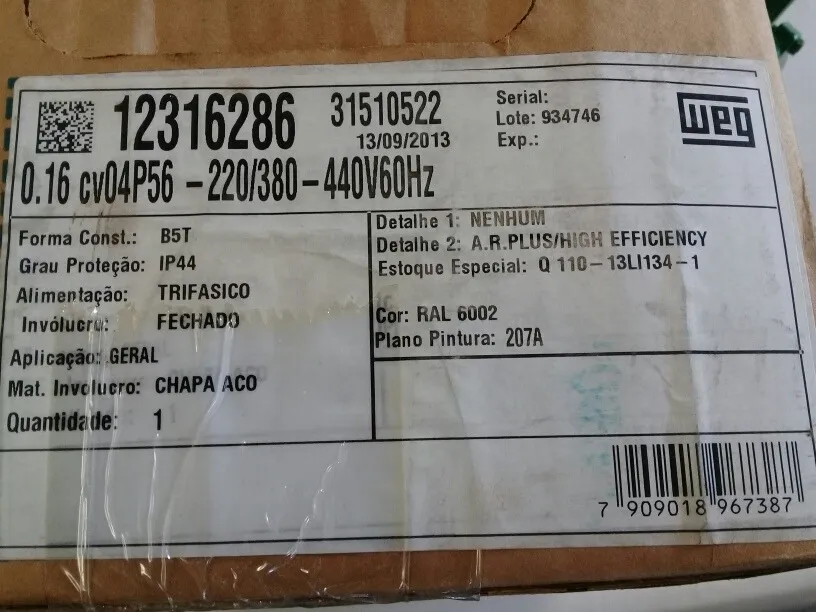 12316286
31510522
13/09/2013
Serial:
Lote: 934746
Exp.:
weg
0.16 cv04P56 -220/380-440V60Hz
Forma Const.: B5T
Grau Proteção: IP44
Alimentação: TRIFASICO
Invólucro: FECHADO
Aplicação: GERAL
Mat. Involucro: CHAPA ACO
Quantidade: 1
Detalhe 1: NENHUM
Detalhe 2: A.R.PLUS/HIGH EFFICIENCY
Estoque Especial: Q 110-13LI134-1
Cor: RAL 6002
Plano Pintura: 207A
7 909018 967387